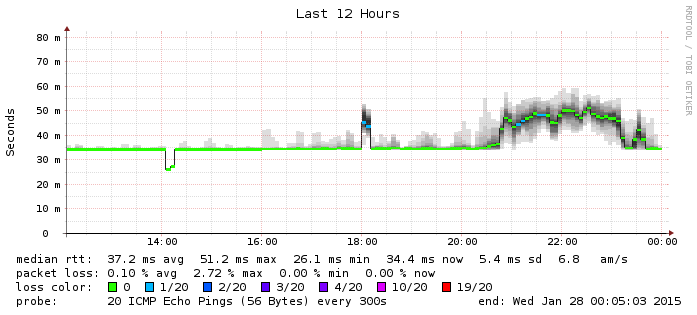 Last 12 Hours
RRDTOOL / TOBI OETIKER
Seconds
80 m
70 m
60 m
50 m
40 m
30 m
20 m
10 m
0
14:00 16:00 18:00 20:00 22:00 00:00
median rtt: 37.2 ms avg 51.2 ms max 26.1 ms min 34.4 ms now 5.4 ms sd 6.8 am/s
packet loss: 0.10 % avg 2.72 % max 0.00 % min 0.00 % now
loss color: 0 1/20 2/20 3/20 4/20 10/20 19/20
probe: 20 ICMP Echo Pings (56 Bytes) every 300s end: Wed Jan 28 00:05:03 2015